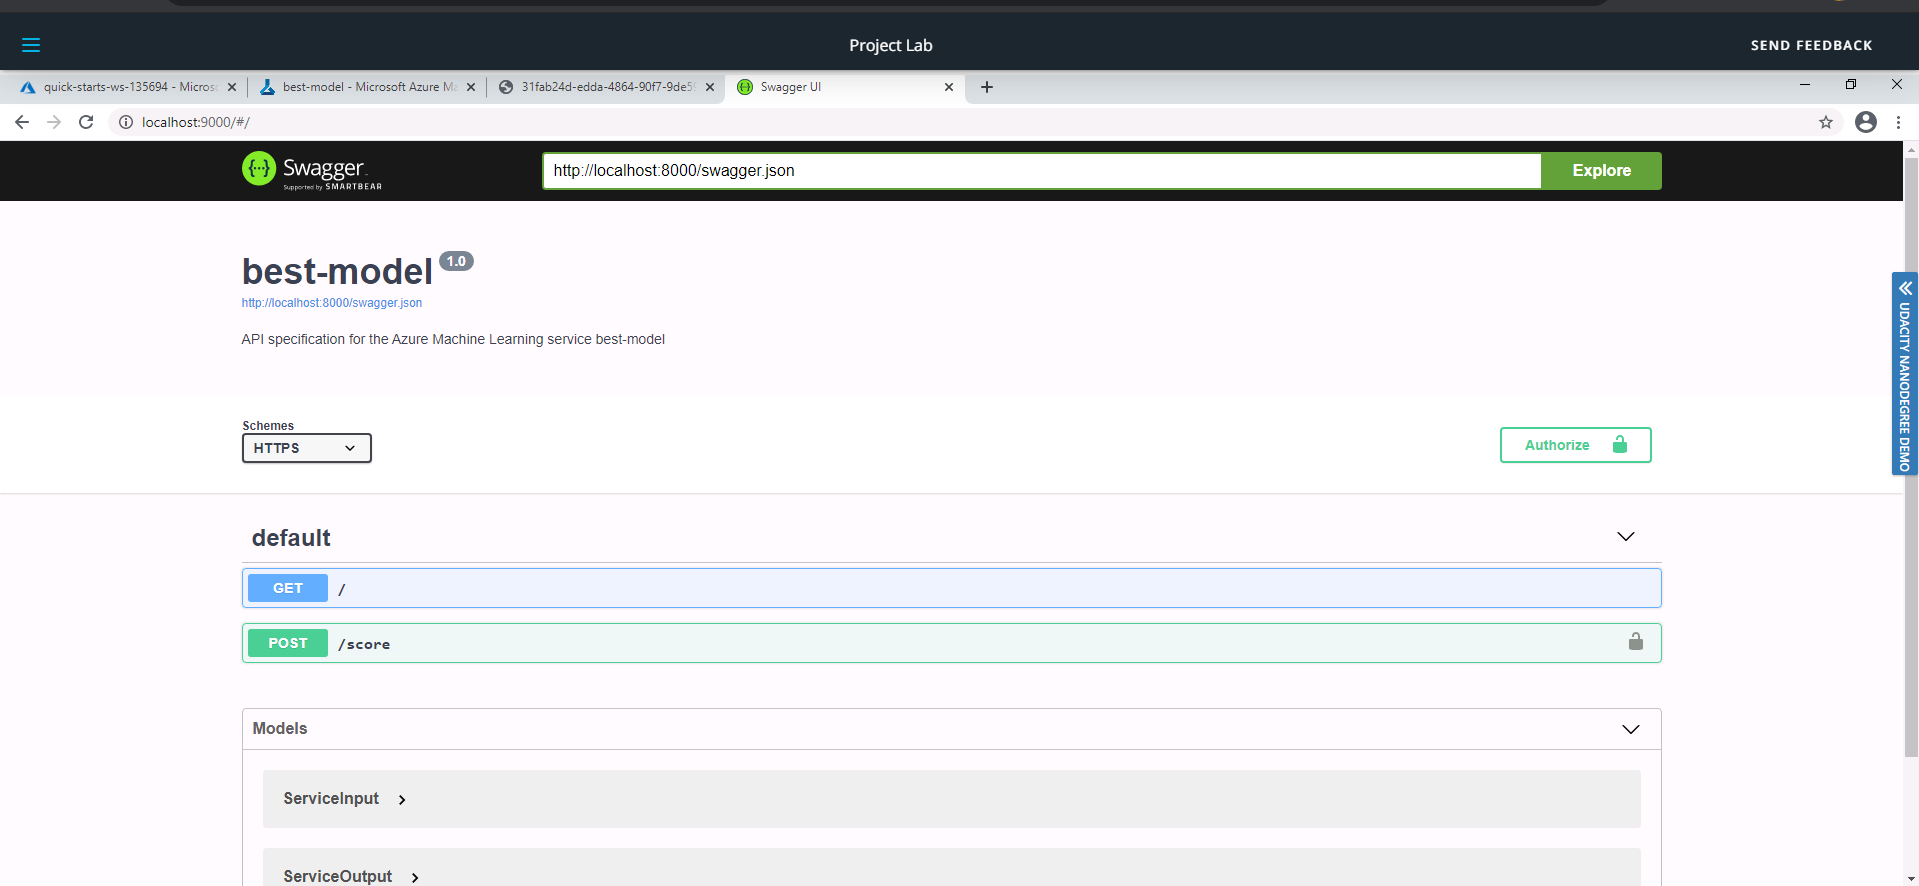 Project Lab
SEND FEEDBACK
quick-starts-ws-135694 - Micros
best-model - Microsoft Azure Ma
31fab24d-edda-4864-90f7-9de59
Swagger UI
localhost:9000/#/
Swagger
Supported by SMARTBEAR
http://localhost:8000/swagger.json
Explore
best-model 1.0
http://localhost:8000/swagger.json
API specification for the Azure Machine Learning service best-model
UDACITY NANODEGREE DEMO
Schemes
HTTPS
Authorize
default
GET /
POST /score
Models
ServiceInput
ServiceOutput